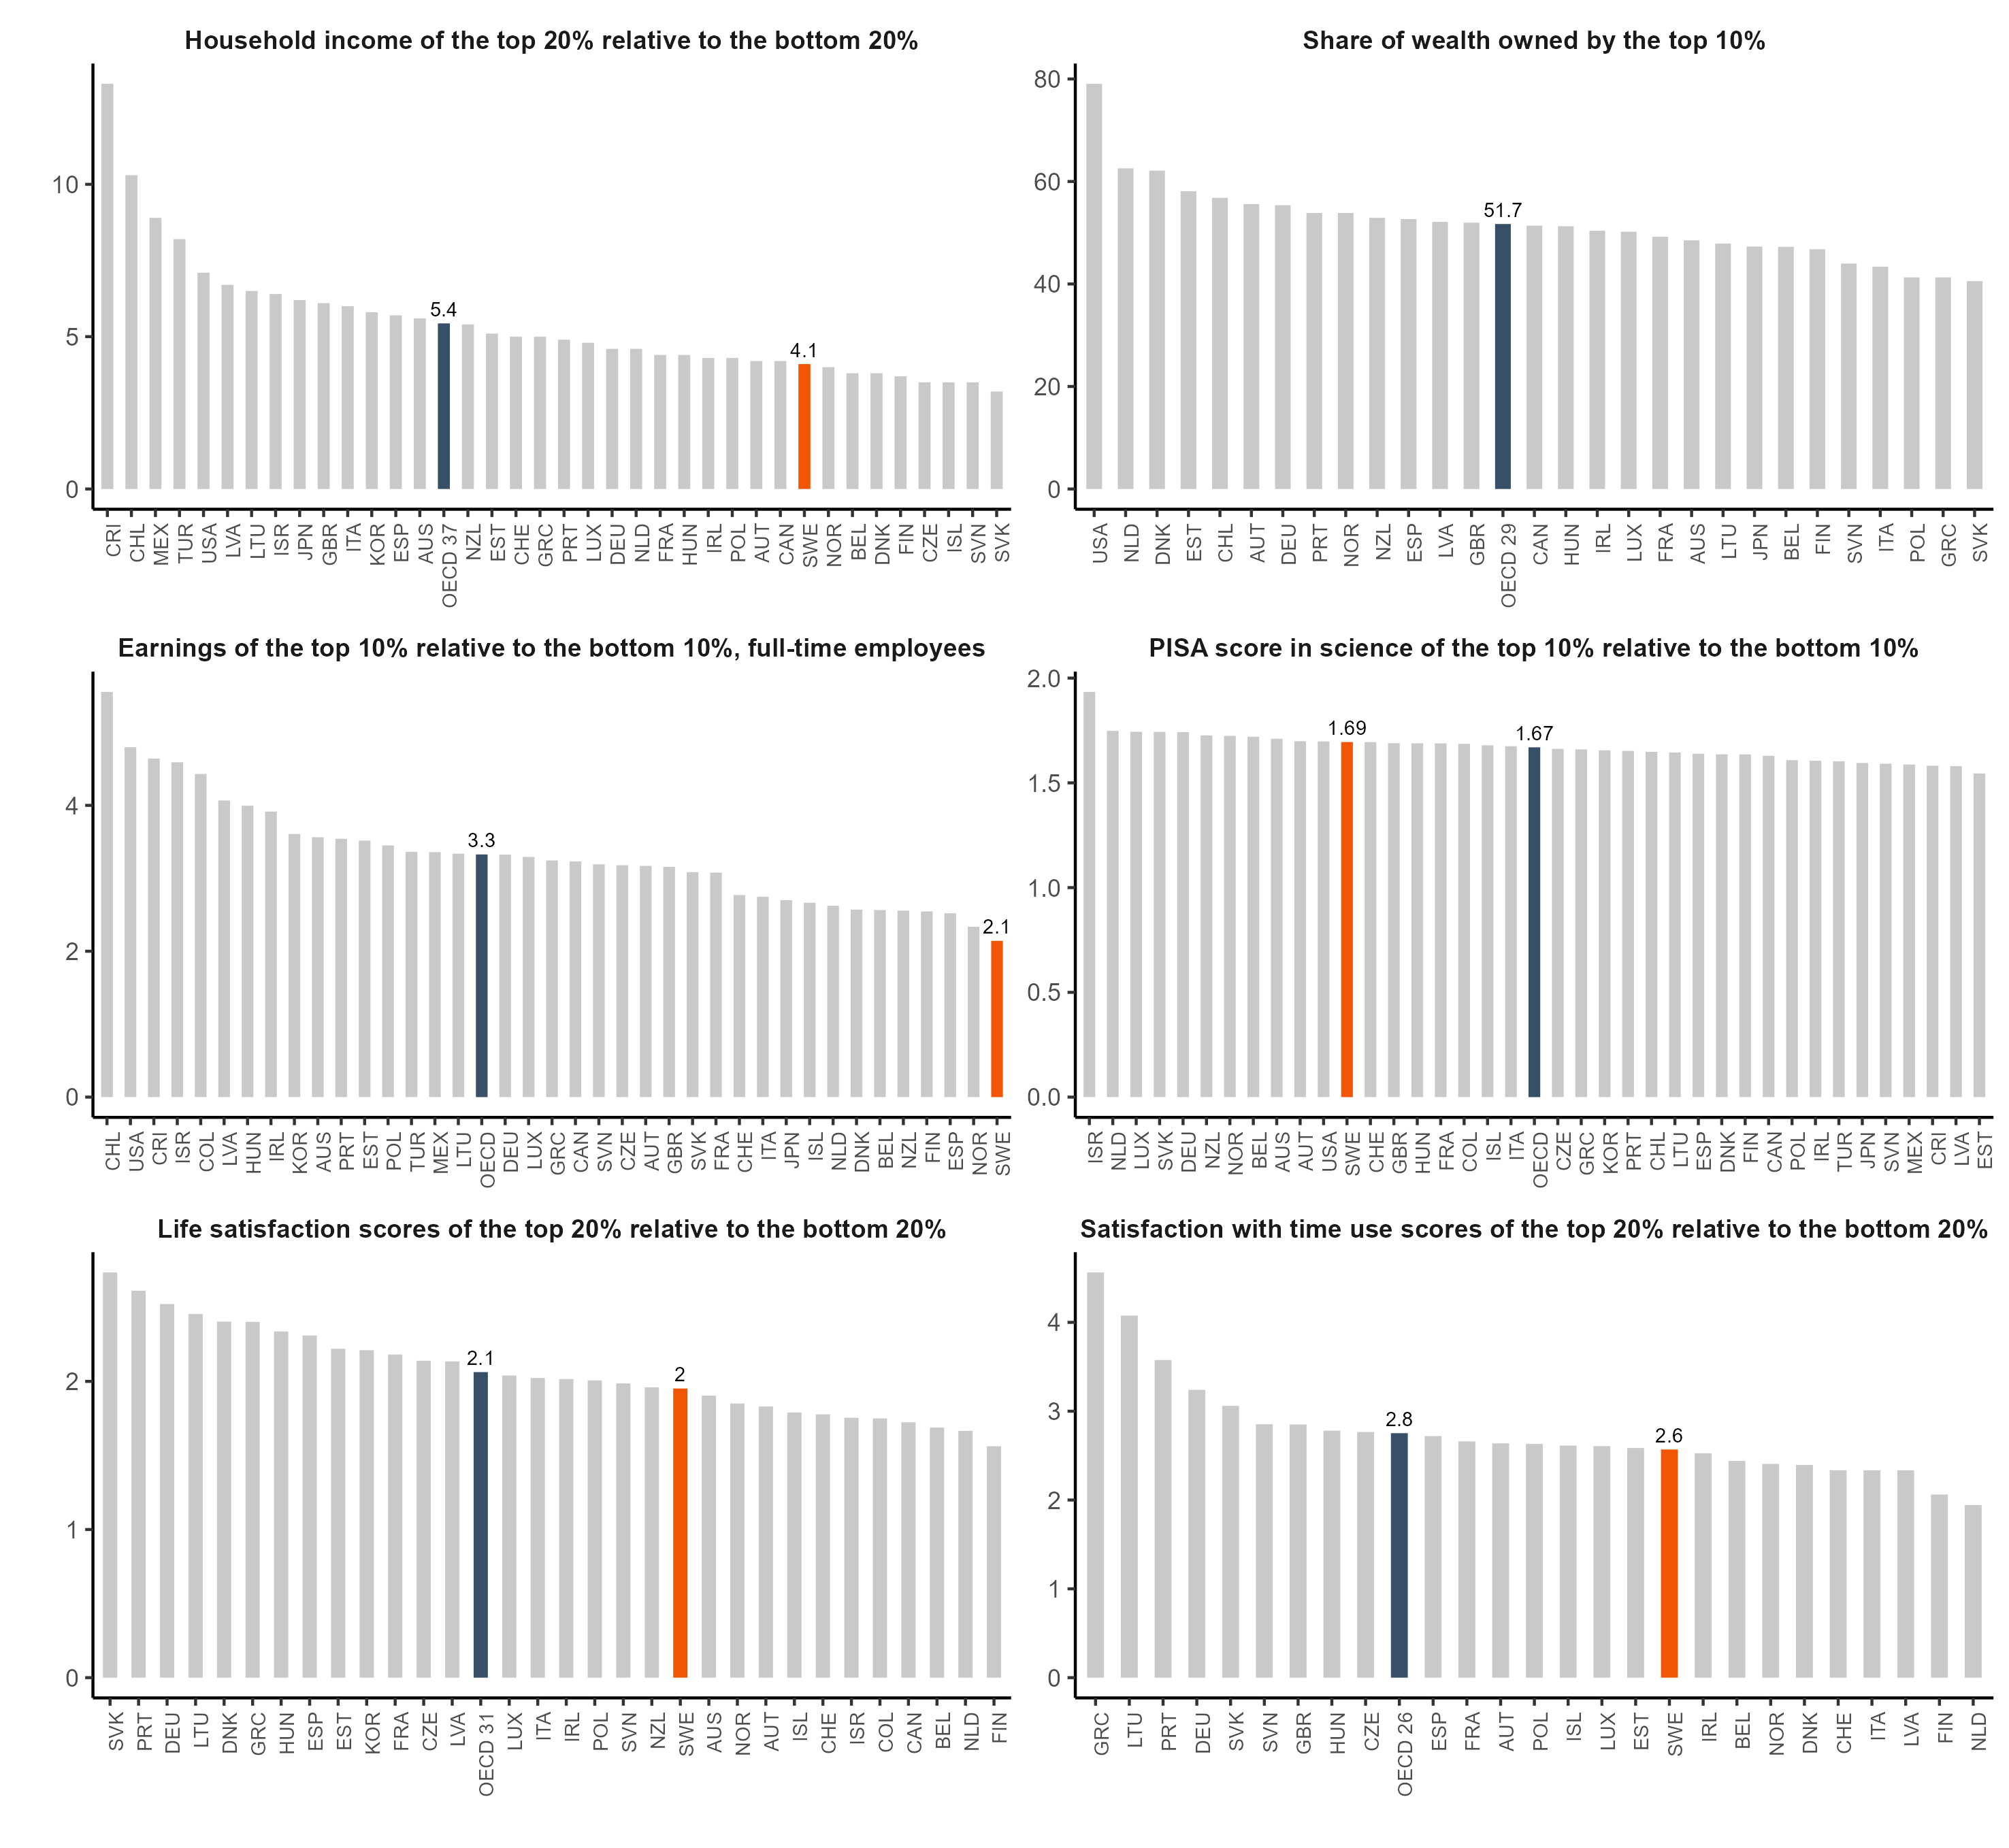 Household income of the top 20% relative to the bottom 20%
10
5
0
5.4
4.1
CRI CHL MEX TUR USA LVA LTU ISR JPN GBR ITA KOR ESP AUS OECD 37 NZL EST CHE GRC PRT LUX DEU NLD FRA HUN IRL POL AUT CAN SWE NOR BEL DNK FIN CZE ISL SVN SVK
Share of wealth owned by the top 10%
80
60
40
20
0
51.7
USA NLD DNK EST CHL AUT DEU PRT NOR NZL ESP LVA GBR OECD 29 CAN HUN IRL LUX FRA AUS LTU JPN BEL FIN SVN ITA POL GRC SVK
Earnings of the top 10% relative to the bottom 10%, full-time employees
4
2
0
3.3
2.1
CHL USA CRI ISR COL LVA HUN IRL KOR AUS PRT EST POL TUR MEX LTU OECD DEU LUX GRC CAN SVN CZE AUT GBR SVK FRA CHE ITA JPN ISL NLD DNK BEL NZL FIN ESP NOR SWE
PISA score in science of the top 10% relative to the bottom 10%
2.0
1.5
1.0
0.5
0.0
1.69
1.67
ISR NLD LUX SVK DEU NZL NOR BEL AUS AUT USA SWE CHE GBR HUN FRA COL ISL ITA OECD CZE GRC KOR PRT CHL LTU ESP DNK FIN CAN POL IRL TUR JPN SVN MEX CRI LVA EST
Life satisfaction scores of the top 20% relative to the bottom 20%
2
1
0
2.1
2
SVK PRT DEU LTU DNK GRC HUN ESP EST KOR FRA CZE LVA OECD 31 LUX ITA IRL POL SVN NZL SWE AUS NOR AUT ISL CHE ISR COL CAN BEL NLD FIN
Satisfaction with time use scores of the top 20% relative to the bottom 20%
4
3
2
1
0
2.8
2.6
GRC LTU PRT DEU SVK SVN GBR HUN CZE OECD 26 ESP FRA AUT POL ISL LUX EST SWE IRL BEL NOR DNK CHE ITA LVA FIN NLD